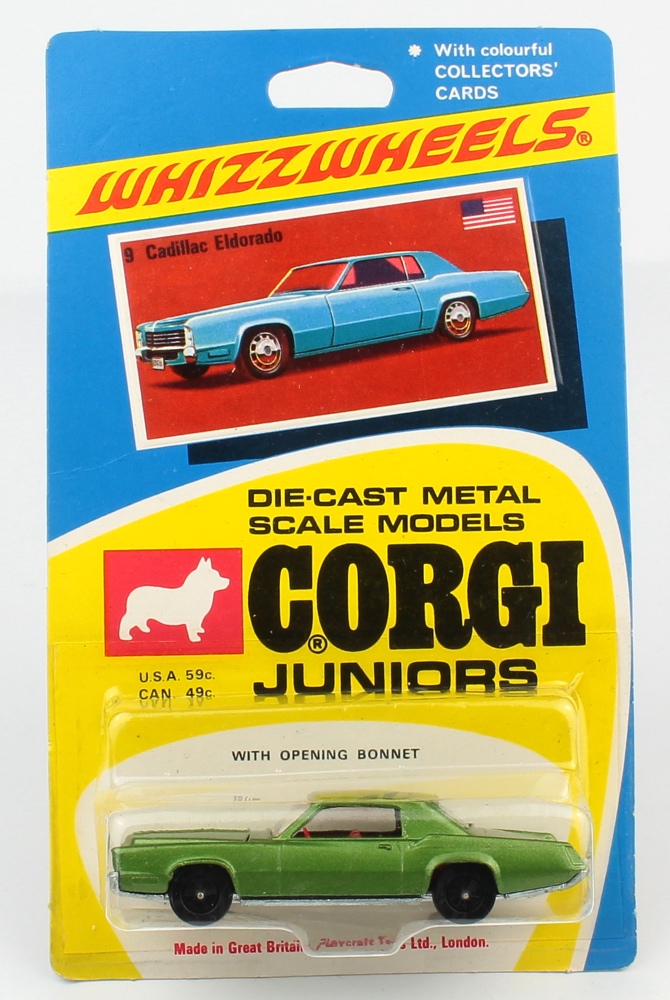 * With colourful
COLLECTORS'
CARDS
WHIZZWHEELS®
9 Cadillac Eldorado
DIE-CAST METAL
SCALE MODELS
CORGI®
JUNIORS
U.S.A. 59c.
CAN. 49c.
WITH OPENING BONNET
Made in Great Britain Playcraft Ltd., London.